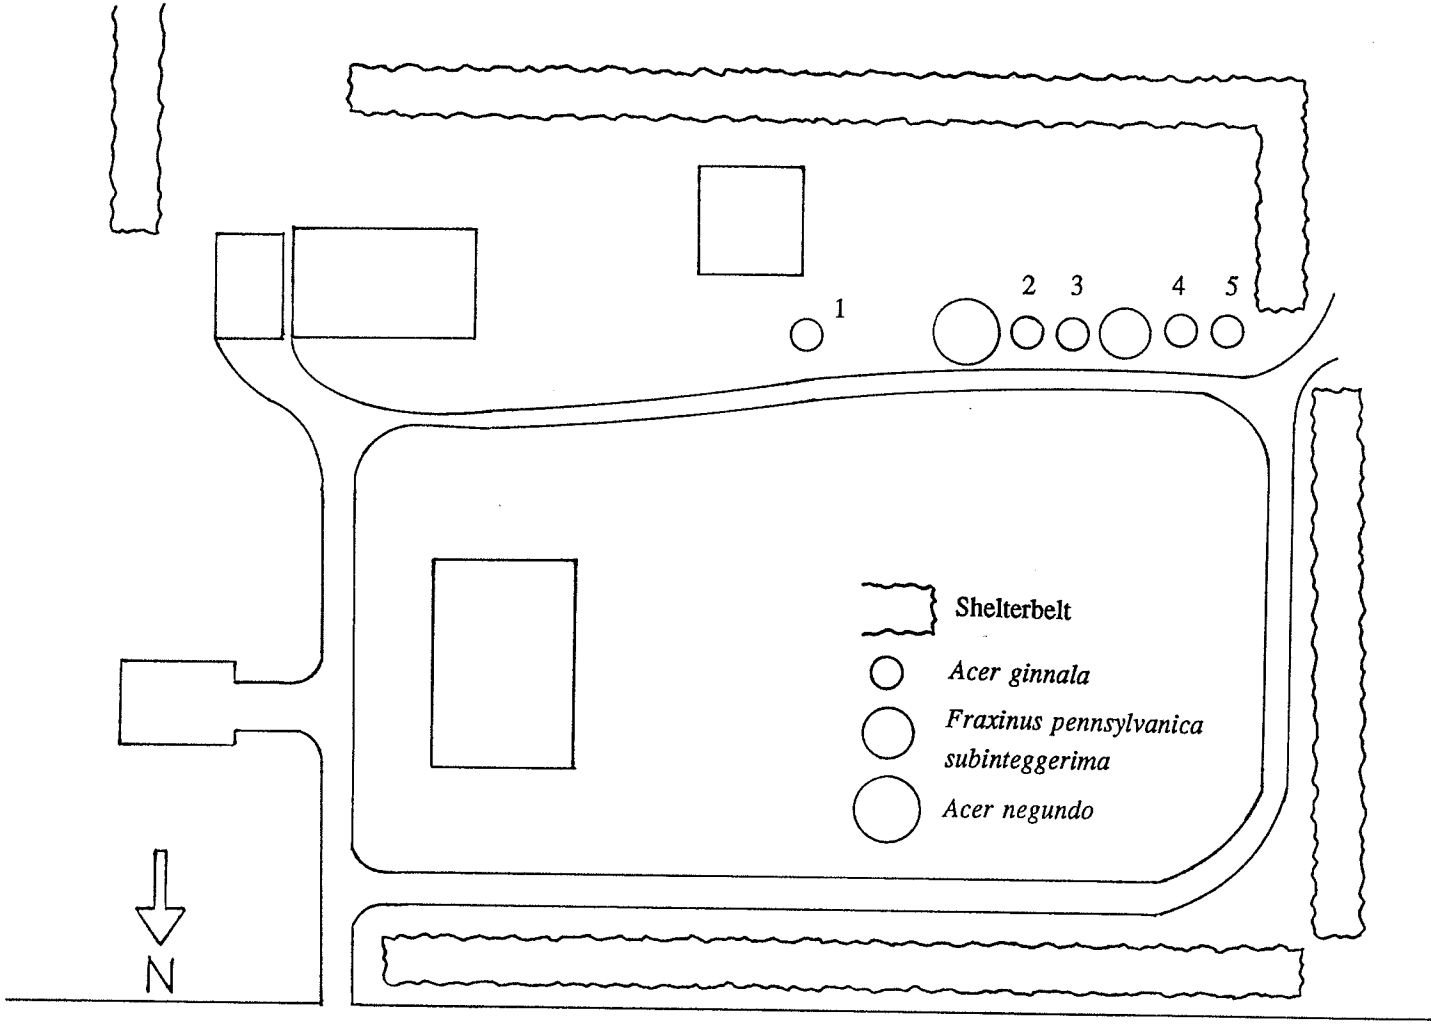 1
2
3
4
5
Shelterbelt
Acer ginnala
Fraxinus pennsylvanica
subinteggerima
Acer negundo
N